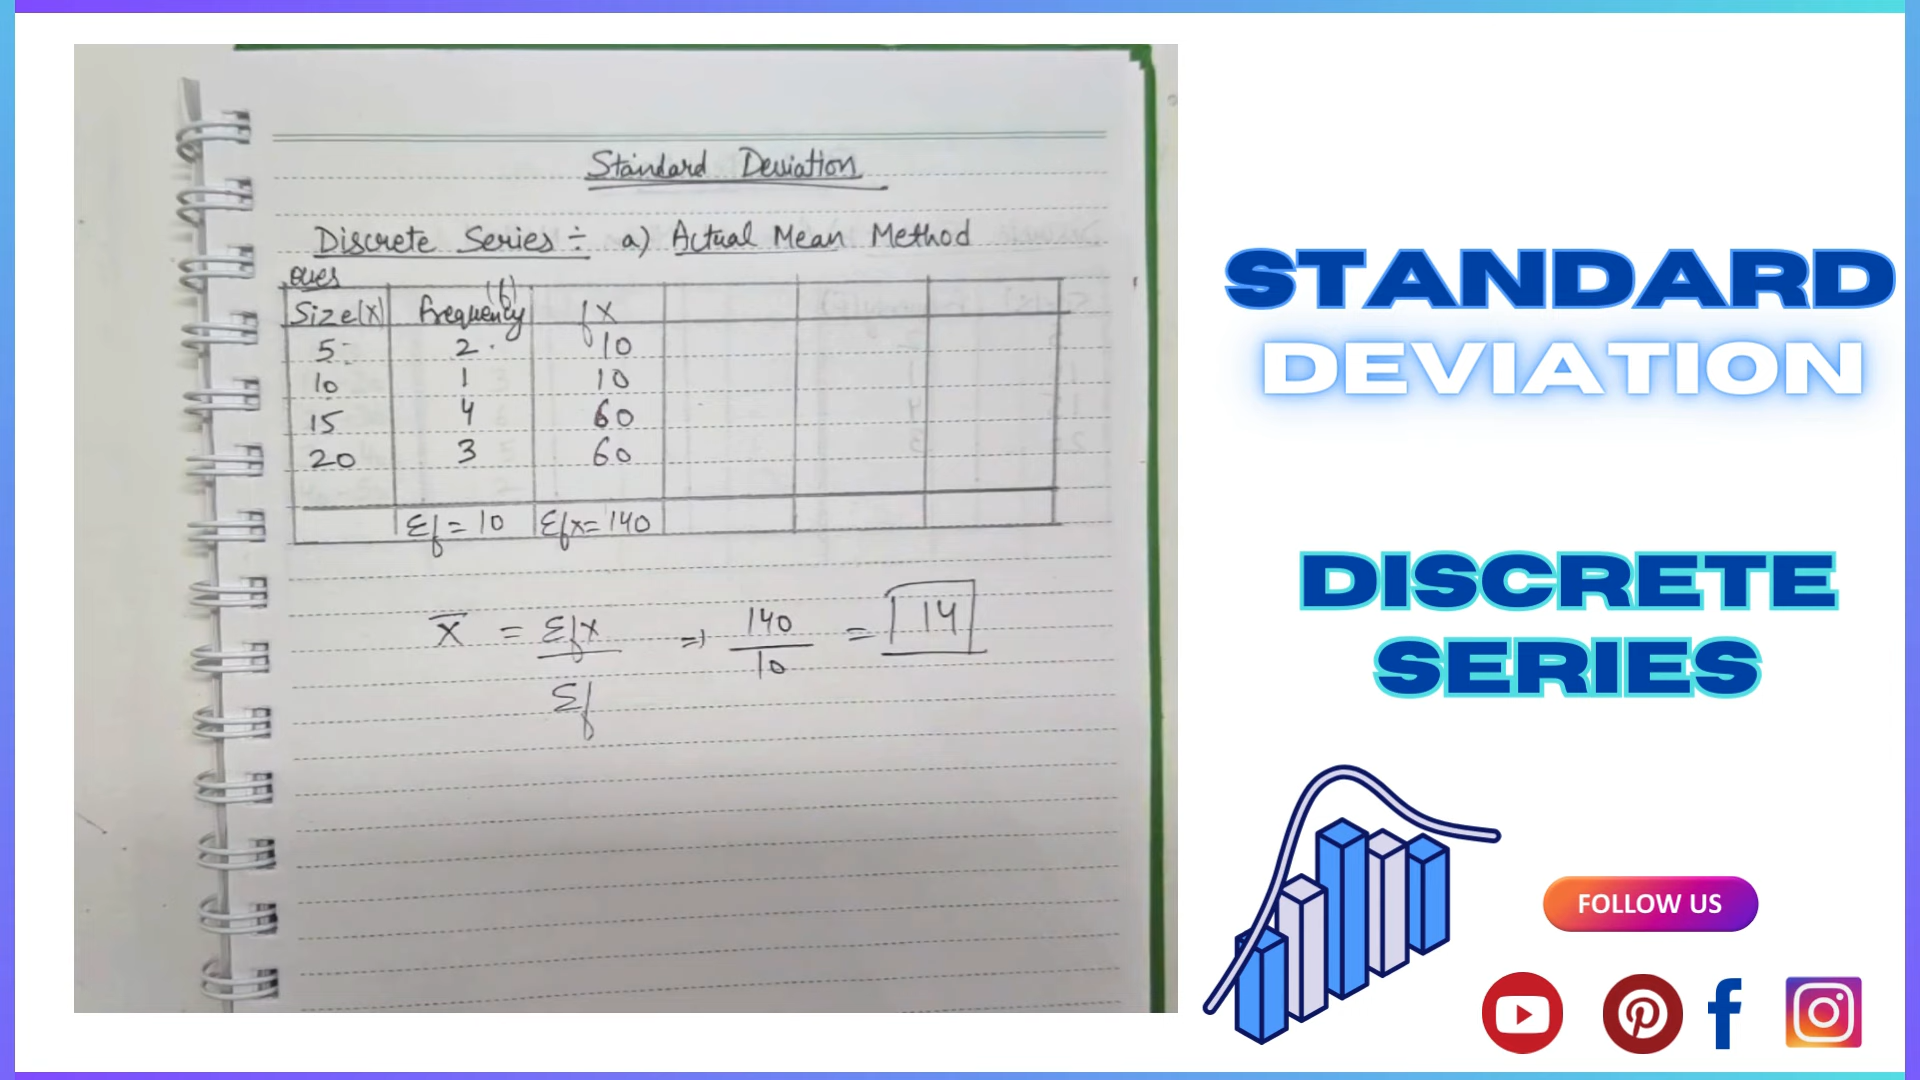 Standard Deviation
Discrete Series ÷ a) Actual Mean Method
Ques
Size(X) frequency (f) fX
5 2 10
10 1 10
15 4 60
20 3 60
Σf = 10 Σfx = 140
X̄ = Σfx / Σf => 140 / 10 = 14
STANDARD
DEVIATION
DISCRETE
SERIES
FOLLOW US